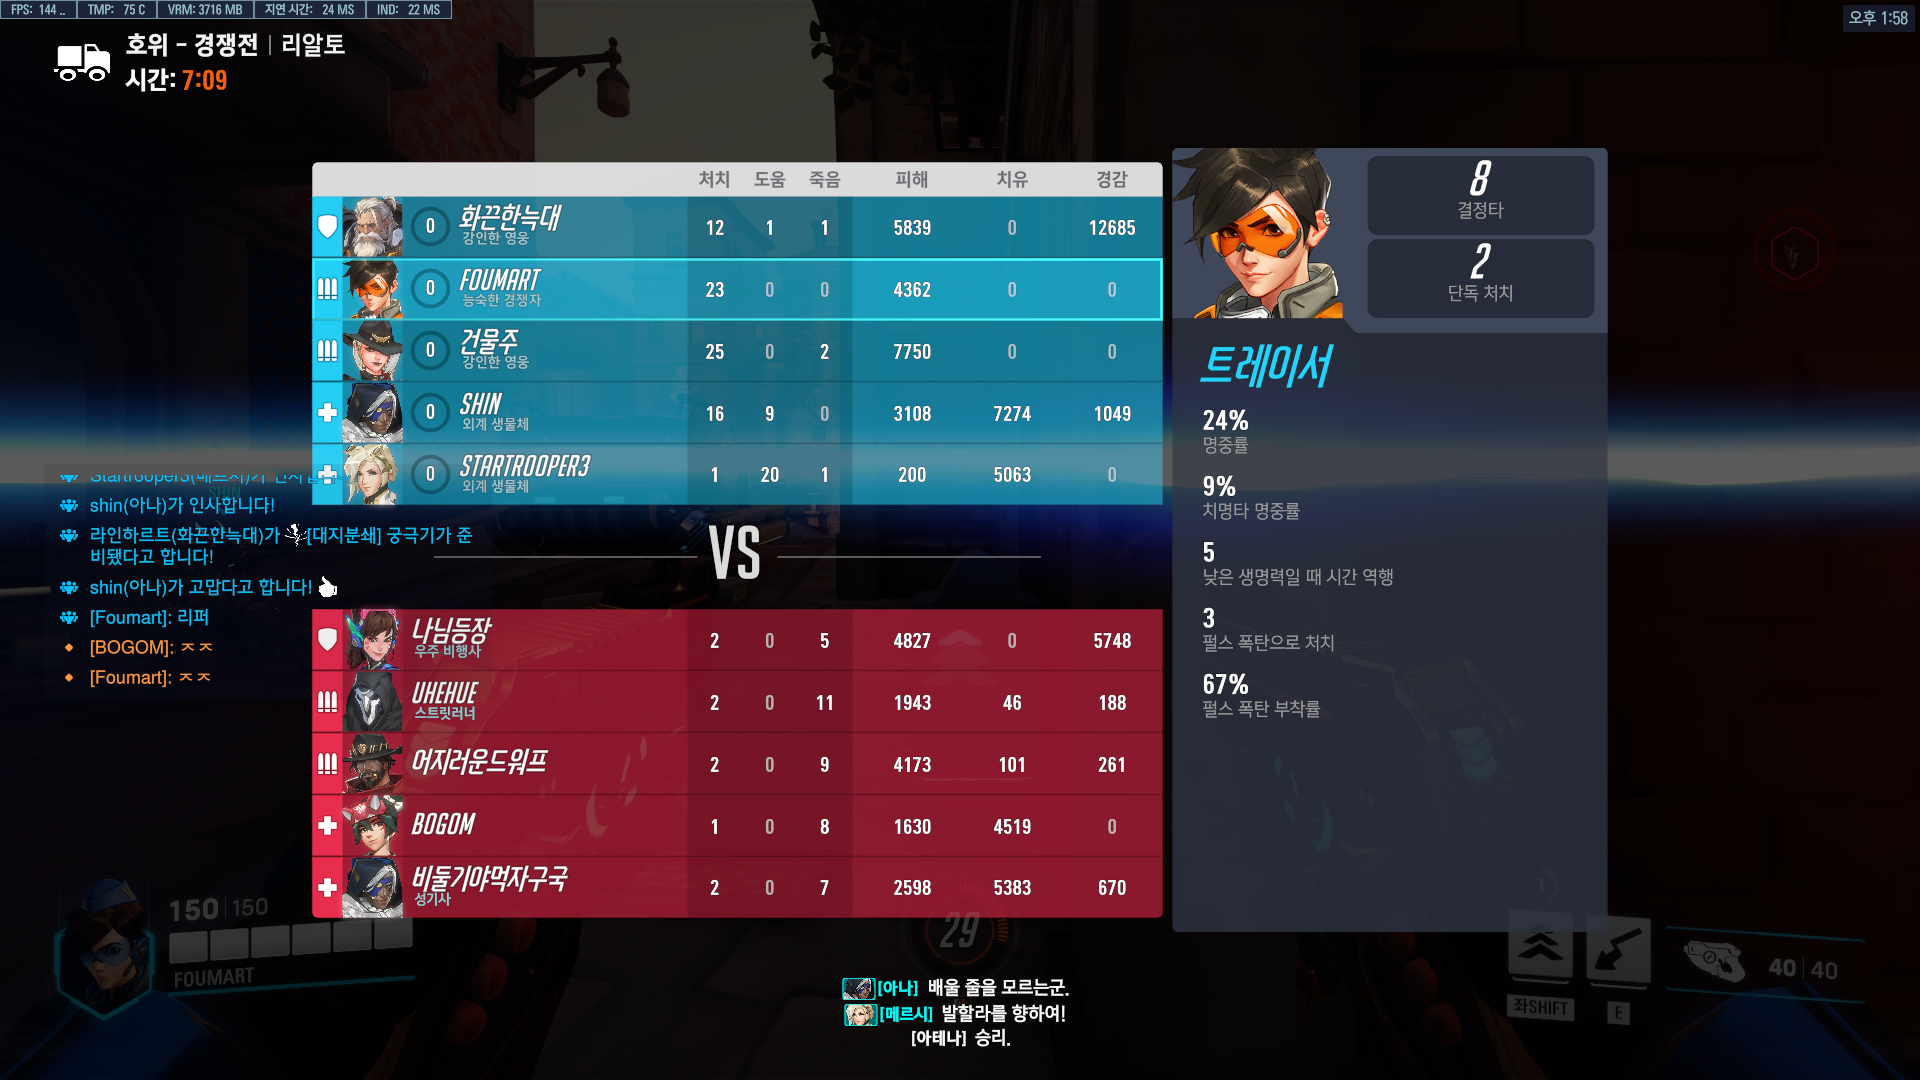 FPS: 144 .. TMP: 75 C VRM: 3716 MB 지연 시간: 24 MS IND: 22 MS
오후 1:58
호위 - 경쟁전 | 리알토
시간: 7:09
처치 도움 죽음 피해 치유 경감
0 화끈한늑대 12 1 1 5839 0 12685
강인한 영웅
0 FOUMART 23 0 0 4362 0 0
능숙한 경쟁자
0 건물주 25 0 2 7750 0 0
강인한 영웅
0 SHIN 16 9 0 3108 7274 1049
외계 생물체
0 STARTROOPER3 1 20 1 200 5063 0
외계 생물체
VS
나님등장 2 0 5 4827 0 5748
우주 비행사
UHEHUE 2 0 11 1943 46 188
스트릿러너
어지러운드워프 2 0 9 4173 101 261
BOGOM 1 0 8 1630 4519 0
비둘기야먹자구국 2 0 7 2598 5383 670
성기사
8
결정타
2
단독 처치
트레이서
24%
명중률
9%
치명타 명중률
5
낮은 생명력일 때 시간 역행
3
펄스 폭탄으로 처치
67%
펄스 폭탄 부착률
shin(아나)가 인사합니다!
라인하르트(화끈한늑대)가 [대지분쇄] 궁극기가 준
비됐다고 합니다!
shin(아나)가 고맙다고 합니다!
[Foumart]: 리퍼
[BOGOM]: ㅈㅈ
[Foumart]: ㅈㅈ
150 | 150
FOUMART
29
[아나] 배울 줄을 모르는군.
[메르시] 발할라를 향하여!
[아테나] 승리.
좌SHIFT
E
40 | 40